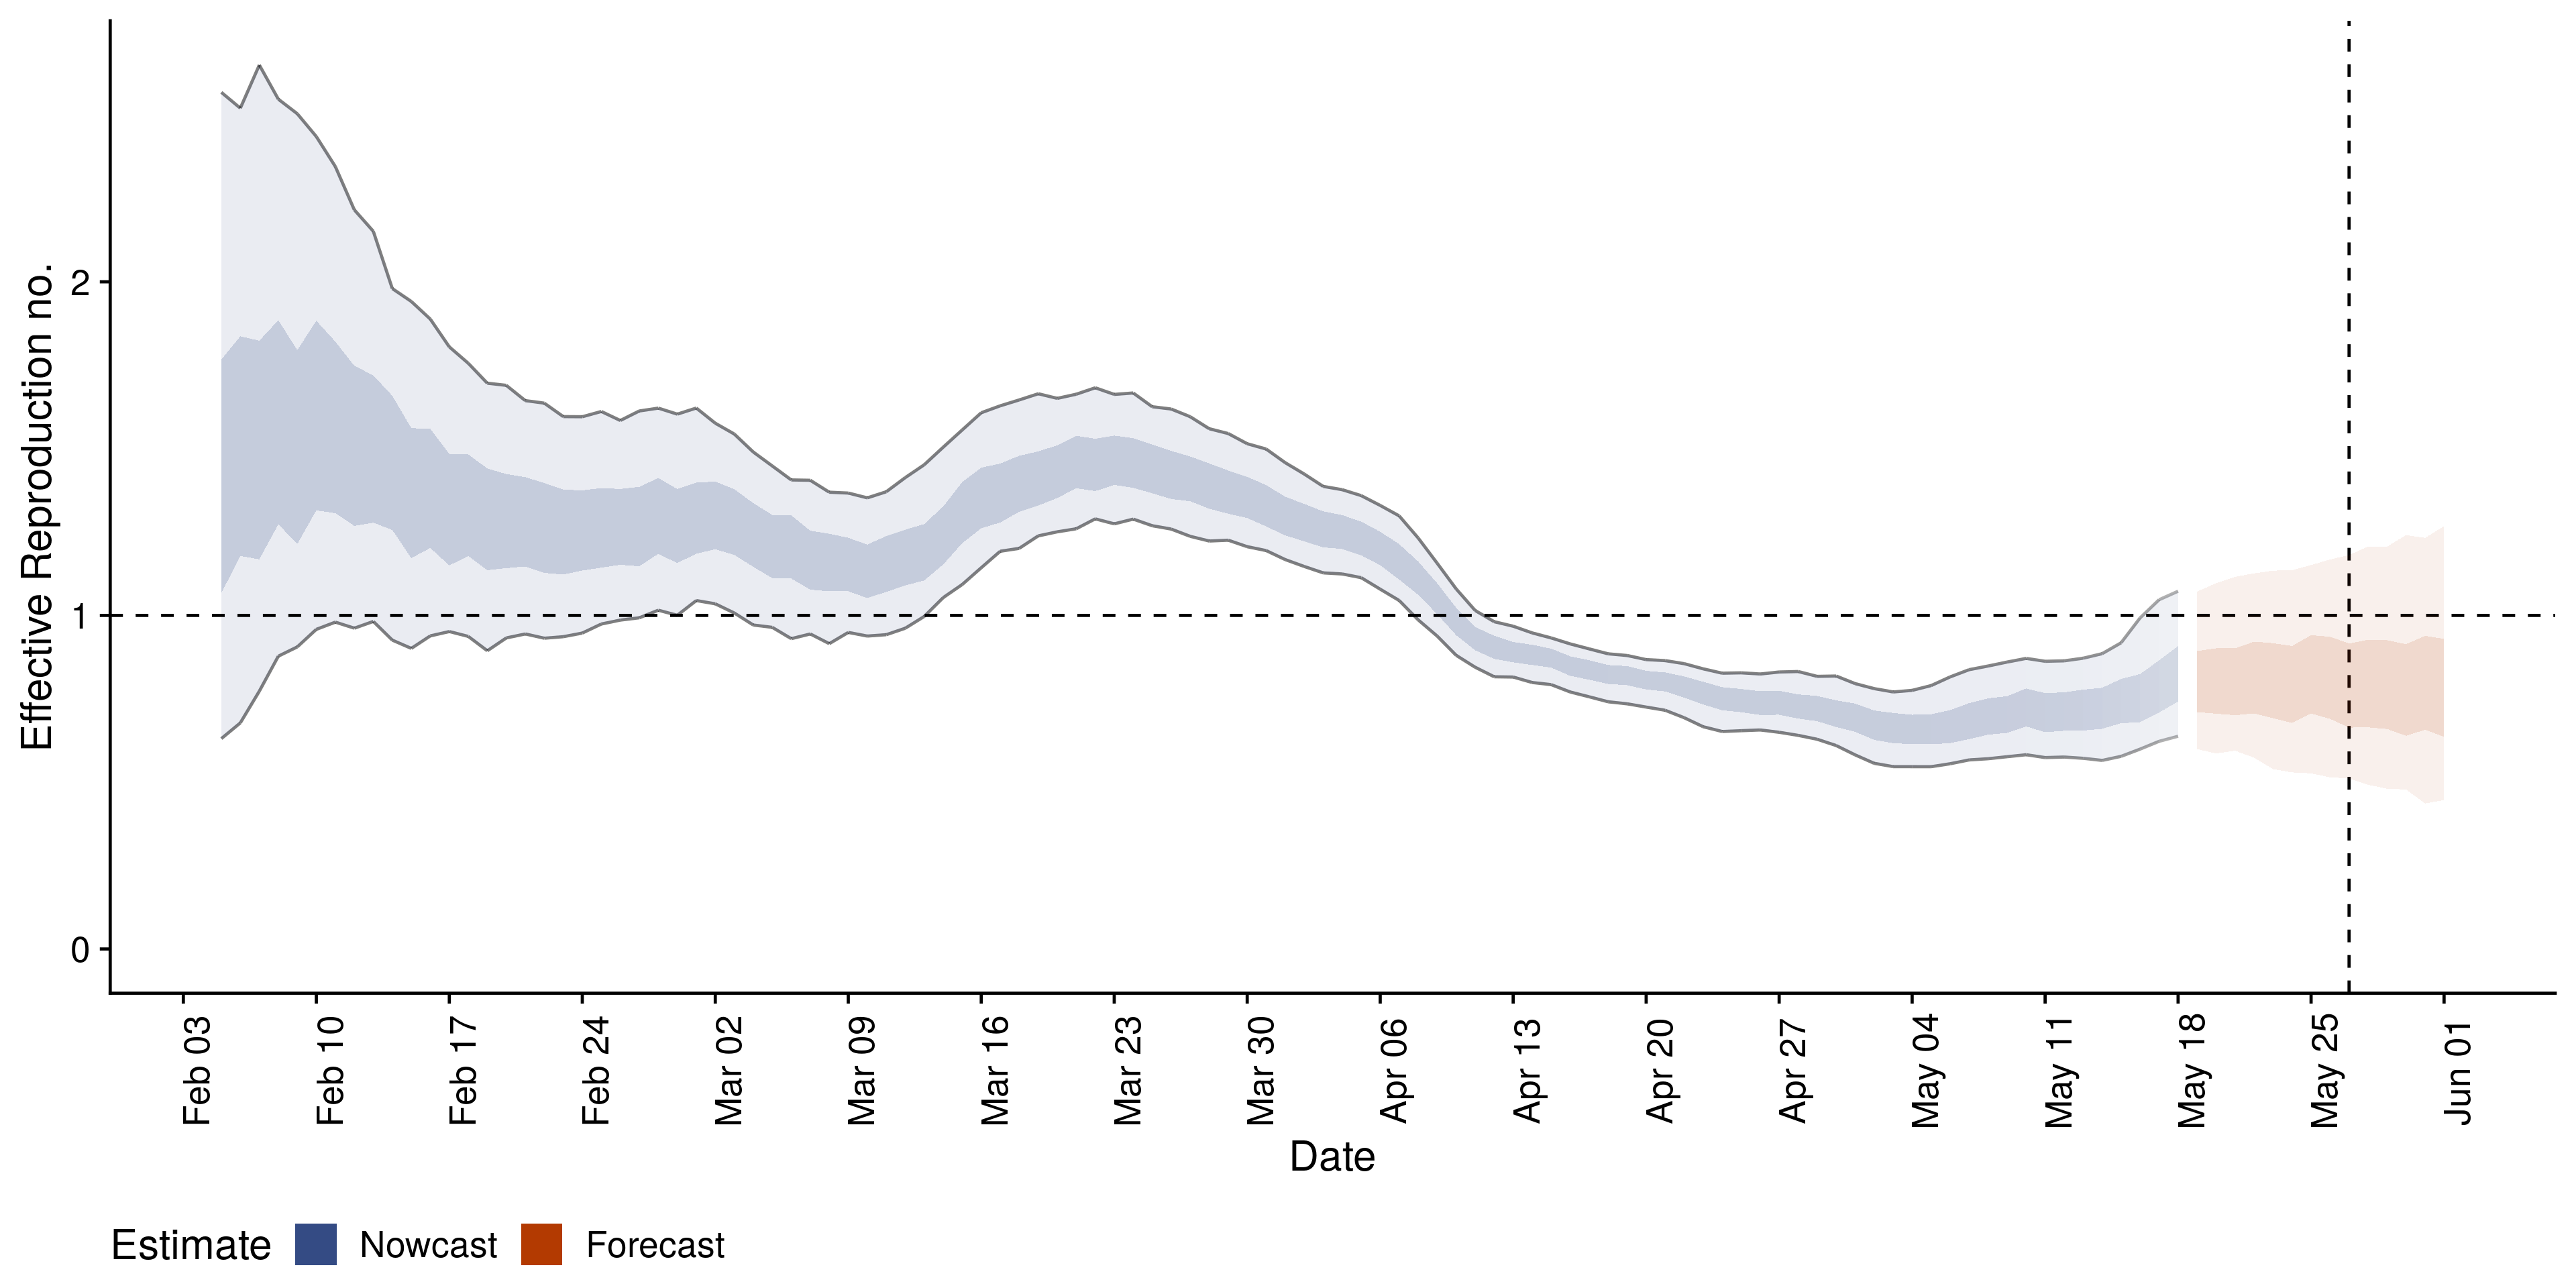 Effective Reproduction no.
2
1
0
Feb 03
Feb 10
Feb 17
Feb 24
Mar 02
Mar 09
Mar 16
Mar 23
Mar 30
Apr 06
Apr 13
Apr 20
Apr 27
May 04
May 11
May 18
May 25
Jun 01
Date
Estimate Nowcast Forecast